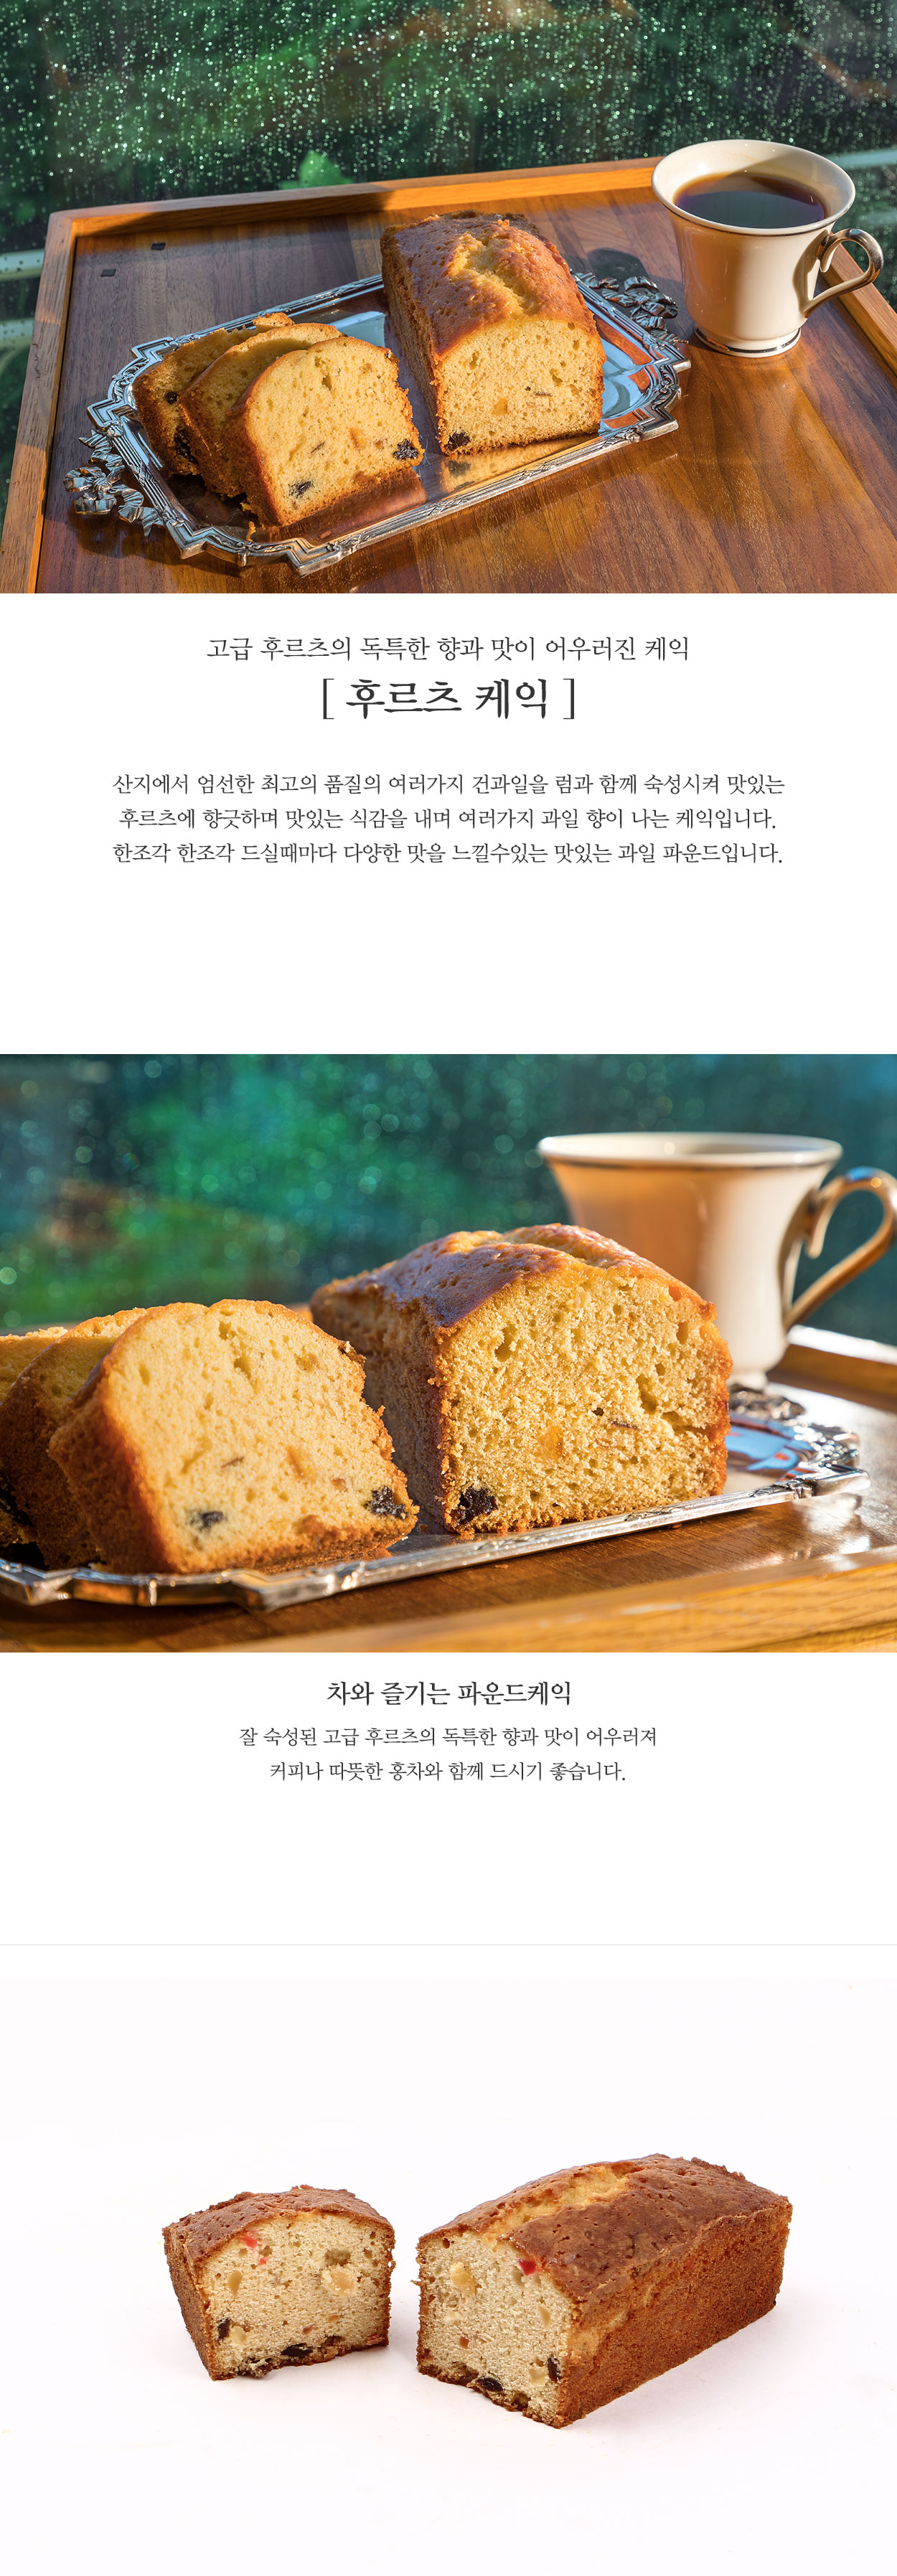 고급 후르츠의 독특한 향과 맛이 어우러진 케익
[ 후르츠 케익 ]
산지에서 엄선한 최고의 품질의 여러가지 건과일을 럼과 함께 숙성시켜 맛있는
후르츠에 향긋하며 맛있는 식감을 내며 여러가지 과일 향이 나는 케익입니다.
한조각 한조각 드실때마다 다양한 맛을 느낄수있는 맛있는 과일 파운드입니다.
차와 즐기는 파운드케익
잘 숙성된 고급 후르츠의 독특한 향과 맛이 어우러져
커피나 따뜻한 홍차와 함께 드시기 좋습니다.